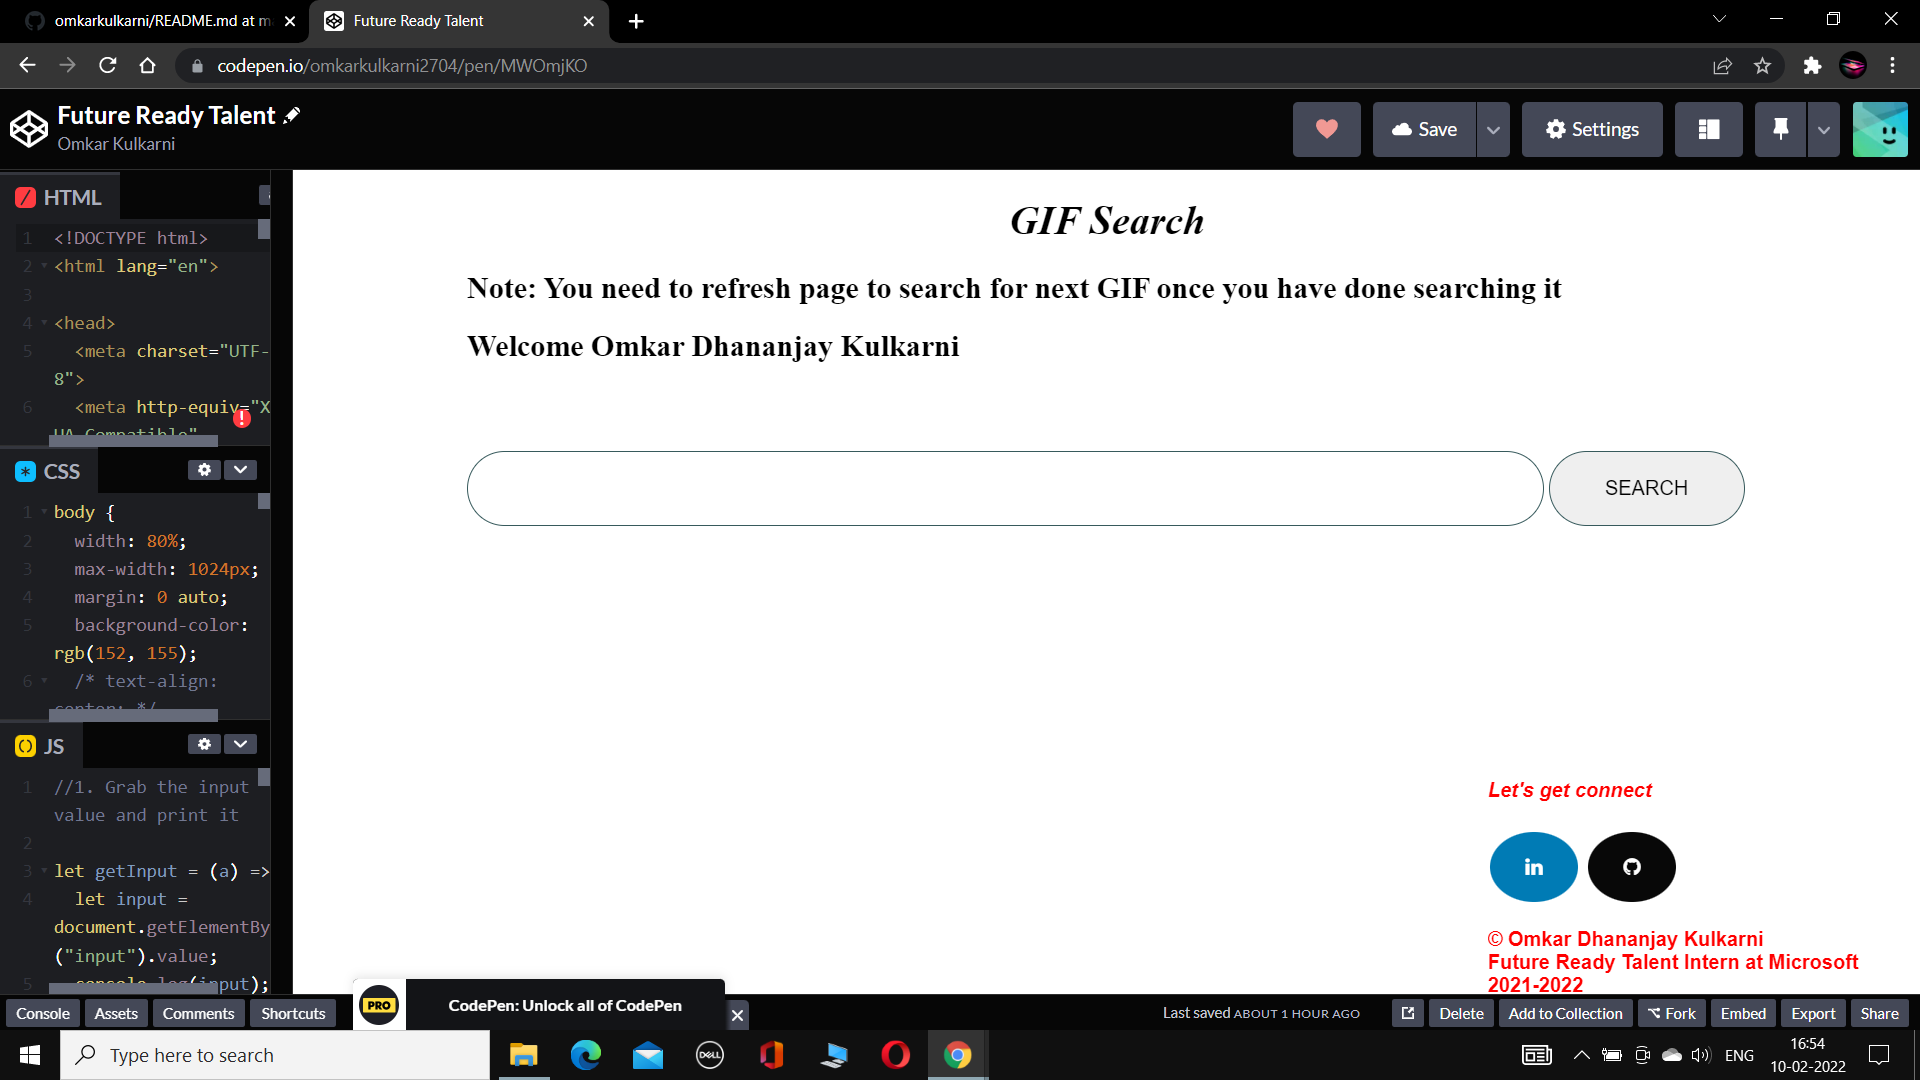 omkarkulkarni/README.md at m
Future Ready Talent
codepen.io/omkarkulkarni2704/pen/MWOmjKO
Future Ready Talent
Omkar Kulkarni
Save
Settings
HTML
1 <!DOCTYPE html>
2 <html lang="en">
3
4 <head>
5 <meta charset="UTF-
8">
6 <meta http-equiv="X
UA-Compatible"
CSS
1 body {
2 width: 80%;
3 max-width: 1024px;
4 margin: 0 auto;
5 background-color:
rgb(152, 155);
6 /* text-align:
center; */
JS
1 //1. Grab the input
value and print it
2
3 let getInput = (a) =>
4 let input =
document.getElementBy
("input").value;
5 console.log(input);
GIF Search
Note: You need to refresh page to search for next GIF once you have done searching it
Welcome Omkar Dhananjay Kulkarni
SEARCH
Let's get connect
in
© Omkar Dhananjay Kulkarni
Future Ready Talent Intern at Microsoft
2021-2022
Console Assets Comments Shortcuts
PRO CodePen: Unlock all of CodePen
Last saved ABOUT 1 HOUR AGO
Delete Add to Collection Fork Embed Export Share
Type here to search
DELL
ENG
16:54
10-02-2022